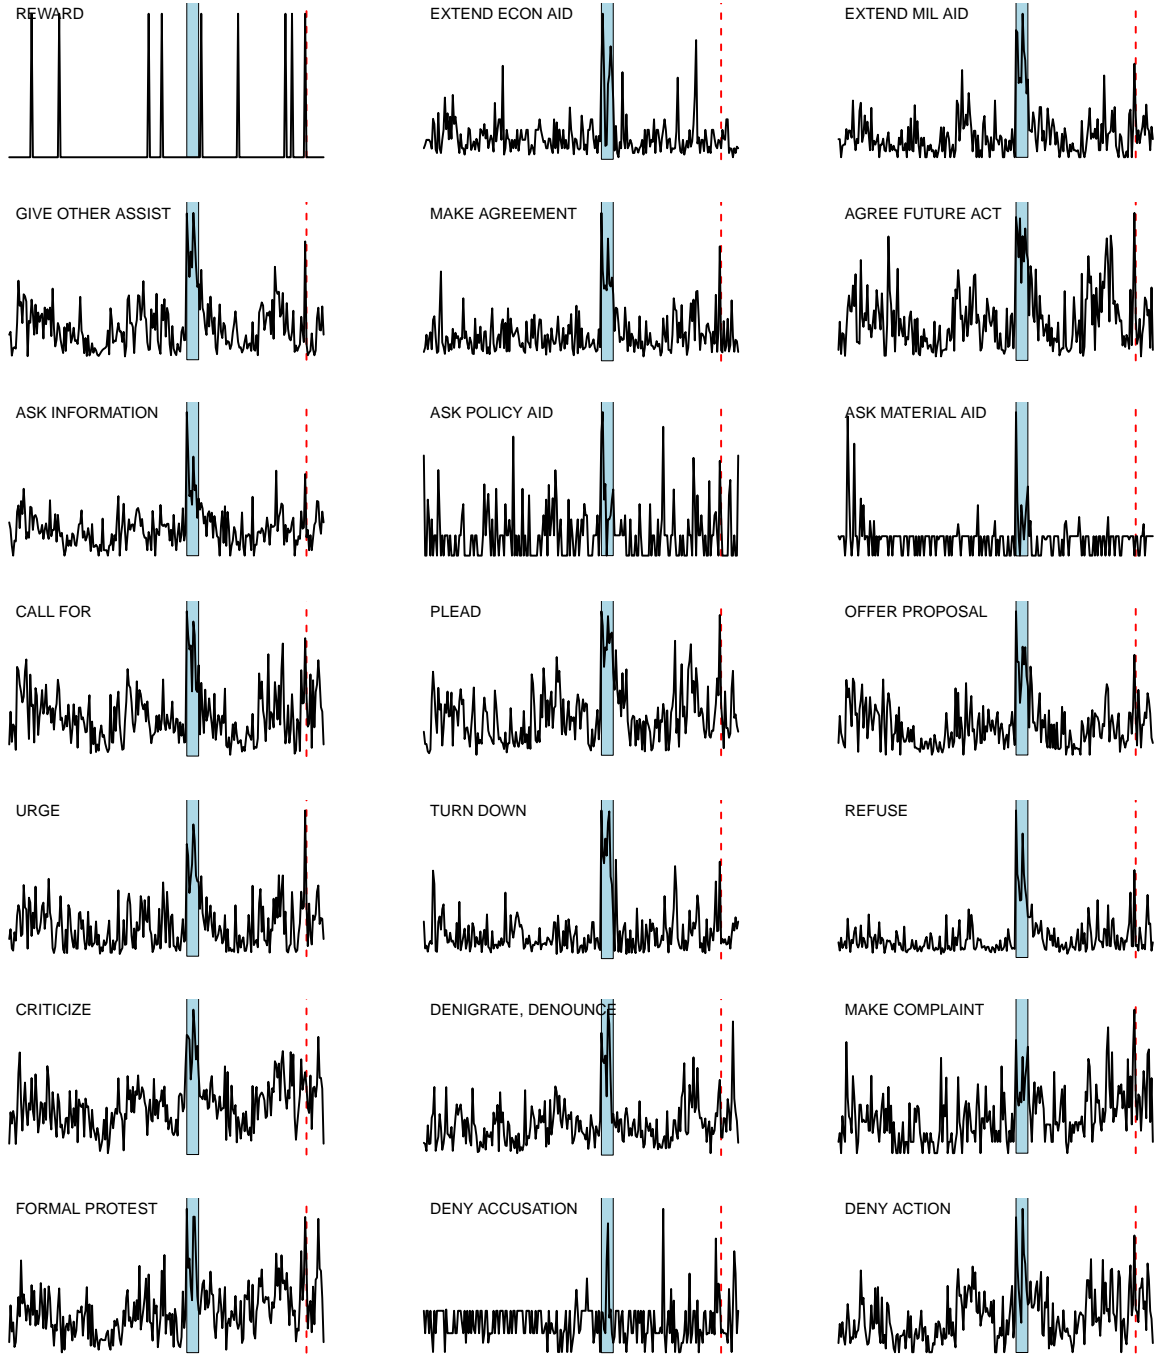 REWARD
EXTEND ECON AID
EXTEND MIL AID
GIVE OTHER ASSIST
MAKE AGREEMENT
AGREE FUTURE ACT
ASK INFORMATION
ASK POLICY AID
ASK MATERIAL AID
CALL FOR
PLEAD
OFFER PROPOSAL
URGE
TURN DOWN
REFUSE
CRITICIZE
DENIGRATE, DENOUNCE
MAKE COMPLAINT
FORMAL PROTEST
DENY ACCUSATION
DENY ACTION